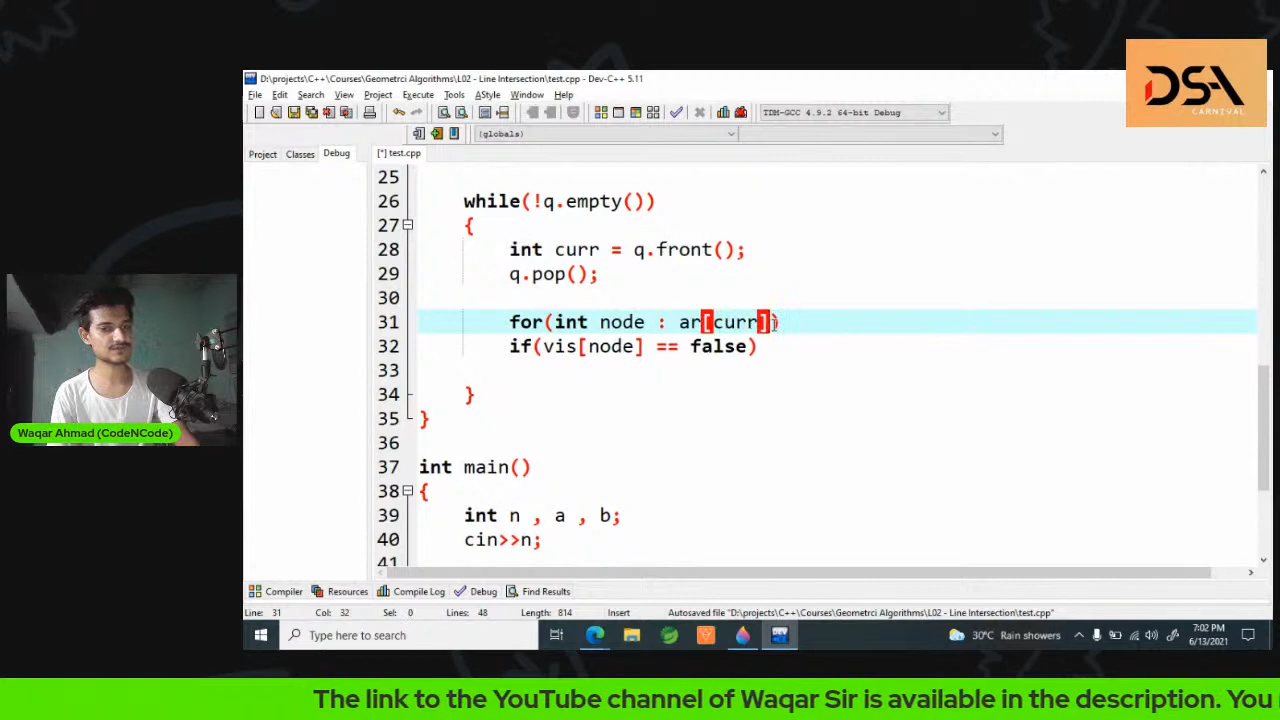 DSA
CARNIVAL
D:\projects\C++\Courses\Geometrci Algorithms\L02 - Line Intersection\test.cpp - Dev-C++ 5.11
File Edit Search View Project Execute Tools AStyle Window Help
TDM-GCC 4.9.2 64-bit Debug
(globals)
Project Classes Debug [*] test.cpp
25
26 while(!q.empty())
27 {
28 int curr = q.front();
29 q.pop();
30
31 for(int node : ar[curr])
32 if(vis[node] == false)
33
34 }
35 }
36
37 int main()
38 {
39 int n , a , b;
40 cin>>n;
41
Waqar Ahmad (CodeNCode)
Compiler Resources Compile Log Debug Find Results
Line: 31 Col: 32 Sel: 0 Lines: 48 Length: 814 Insert Autosaved file "D:\projects\C++\Courses\Geometrci Algorithms\L02 - Line Intersection\test.cpp"
Type here to search
DEV
30°C Rain showers
7:02 PM
6/13/2021
The link to the YouTube channel of Waqar Sir is available in the description. You